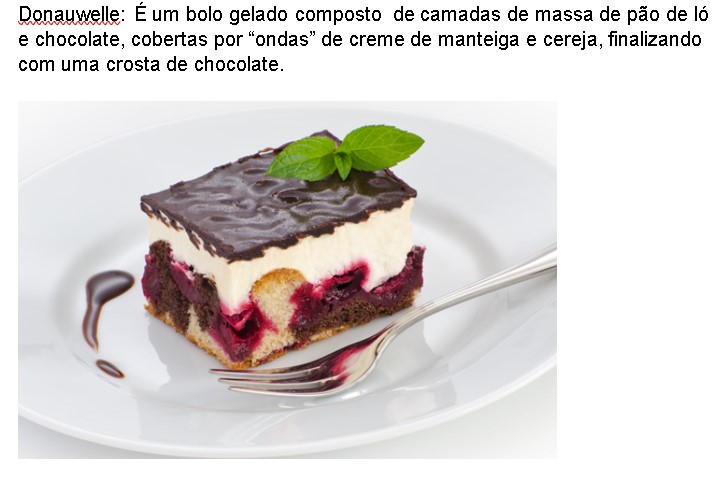 Donauwelle: É um bolo gelado composto  de camadas de massa de pão de ló
e chocolate, cobertas por “ondas” de creme de manteiga e cereja, finalizando
com uma crosta de chocolate.